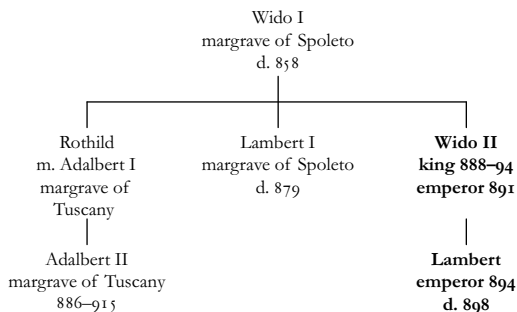 Wido I
margrave of Spoleto
d. 858
Rothild
m. Adalbert I
margrave of
Tuscany
Lambert I
margrave of Spoleto
d. 879
Wido II
king 888–94
emperor 891
Adalbert II
margrave of Tuscany
886–915
Lambert
emperor 894
d. 898